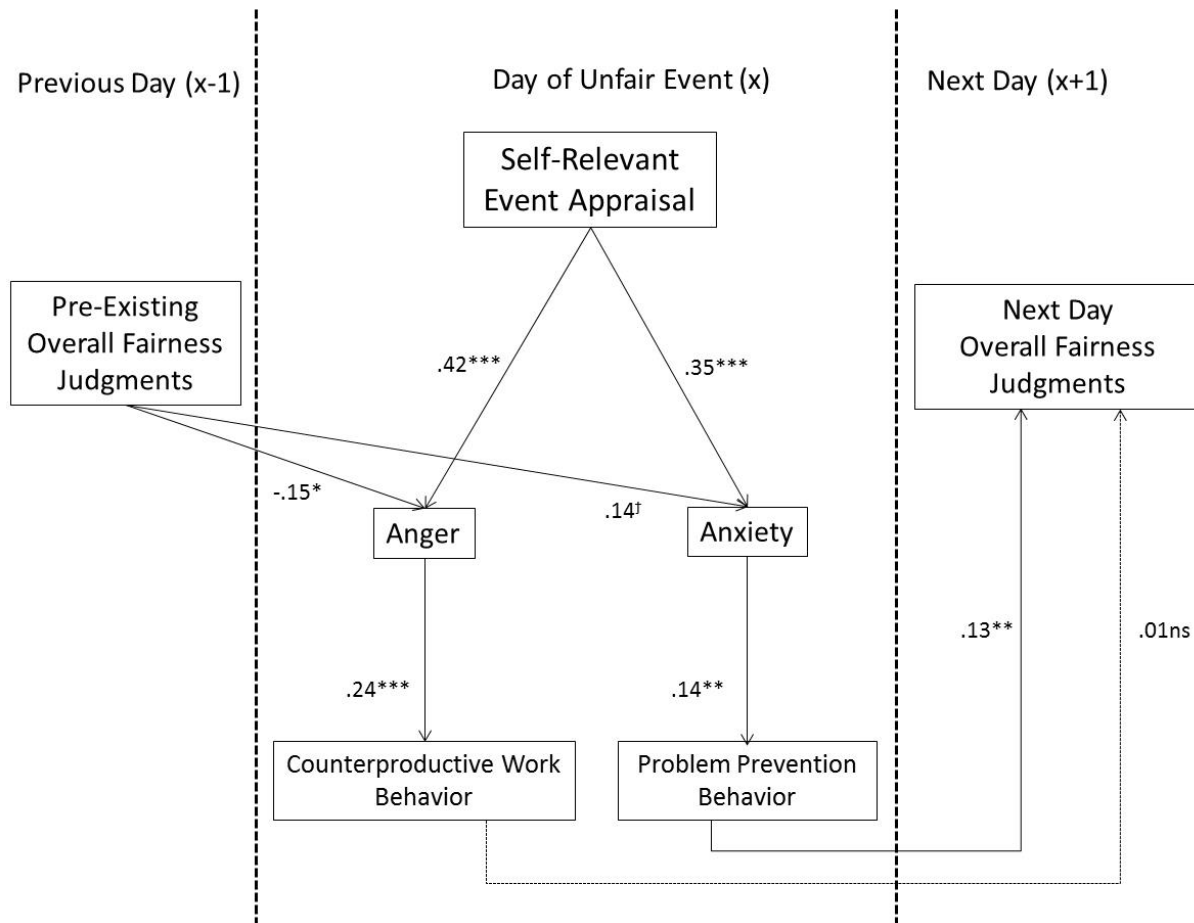 Previous Day (x-1)
Day of Unfair Event (x)
Next Day (x+1)
Self-Relevant
Event Appraisal
Pre-Existing
Overall Fairness
Judgments
Next Day
Overall Fairness
Judgments
.42***
.35***
-.15*
.14†
Anger
Anxiety
.13**
.01ns
.24***
.14**
Counterproductive Work
Behavior
Problem Prevention
Behavior